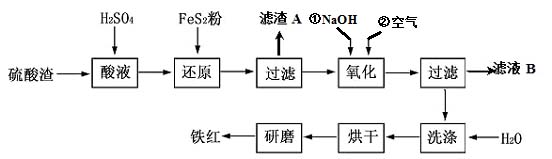 H₂SO₄ FeS₂粉 滤渣 A ①NaOH ②空气
硫酸渣 酸液 还原 过滤 氧化 过滤 滤液 B
铁红 研磨 烘干 洗涤 H₂O